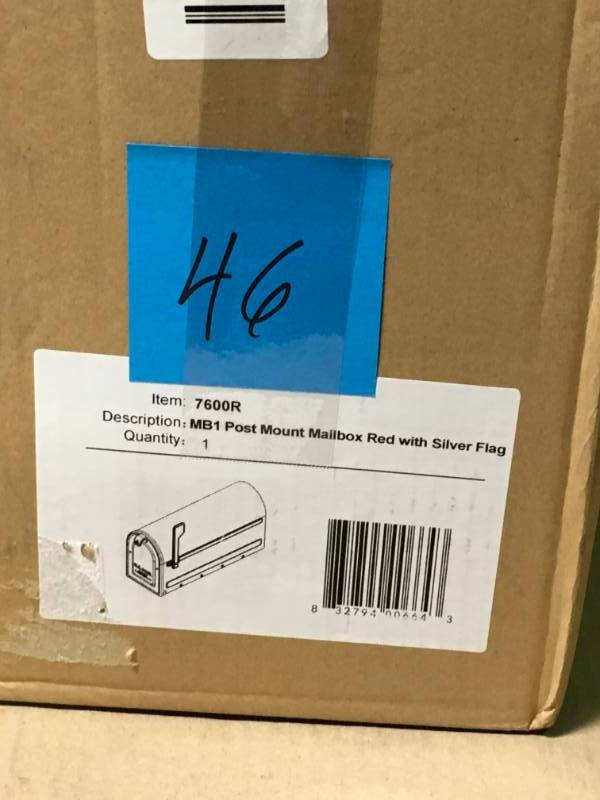 46
Item: 7600R
Description: MB1 Post Mount Mailbox Red with Silver Flag
Quantity: 1
8 32794 00664 3